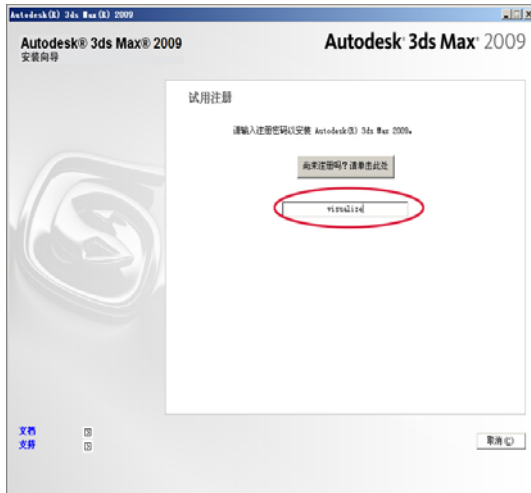 Autodesk(R) 3ds Max(R) 2009
Autodesk® 3ds Max® 2009
安装向导
Autodesk® 3ds Max® 2009
试用注册
请输入注册密码以安装 Autodesk(R) 3ds Max 2009。
尚未注册吗？请单击此处
visualize
文档
支持
取消(C)